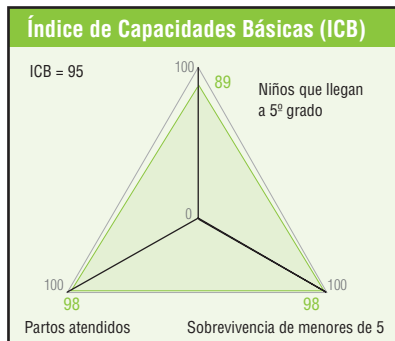 Índice de Capacidades Básicas (ICB)
ICB = 95
100
89
Niños que llegan
a 5º grado
0
100
100
98
98
Partos atendidos
Sobrevivencia de menores de 5